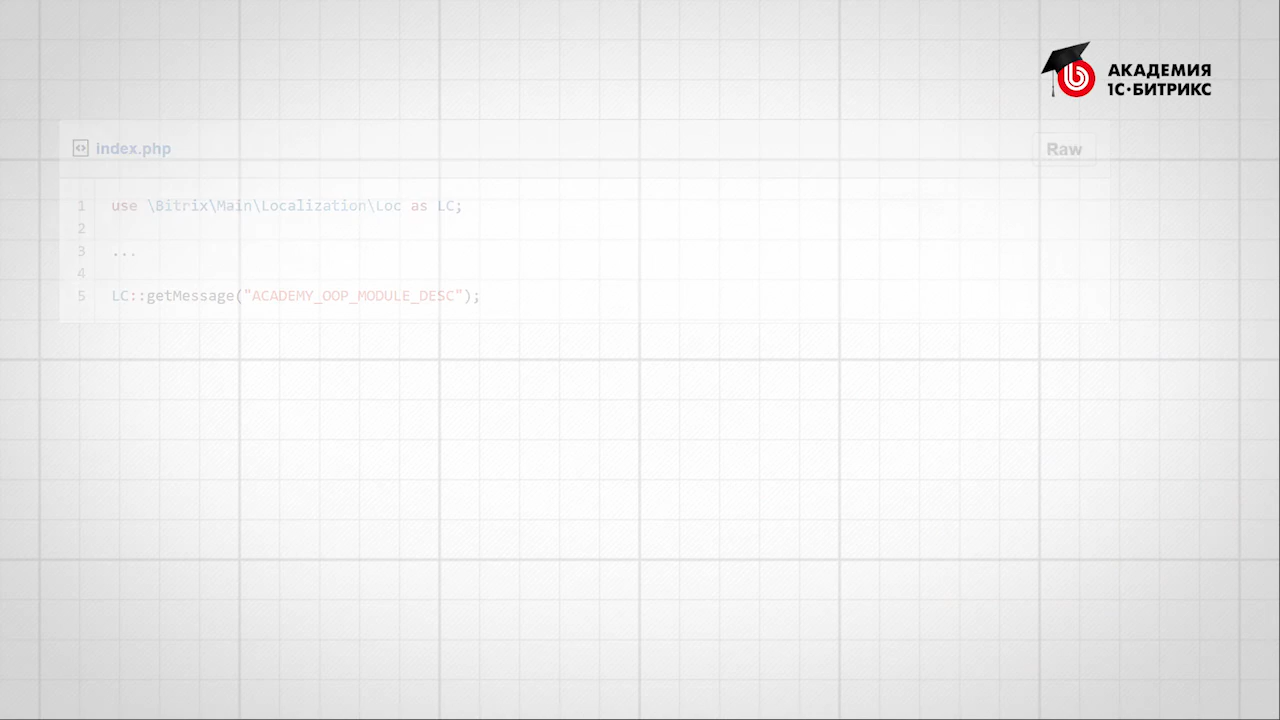 АКАДЕМИЯ
1С·БИТРИКС
index.php
Raw
1 use \Bitrix\Main\Localization\Loc as LC;
2
3 ...
4
5 LC::getMessage("ACADEMY_OOP_MODULE_DESC");